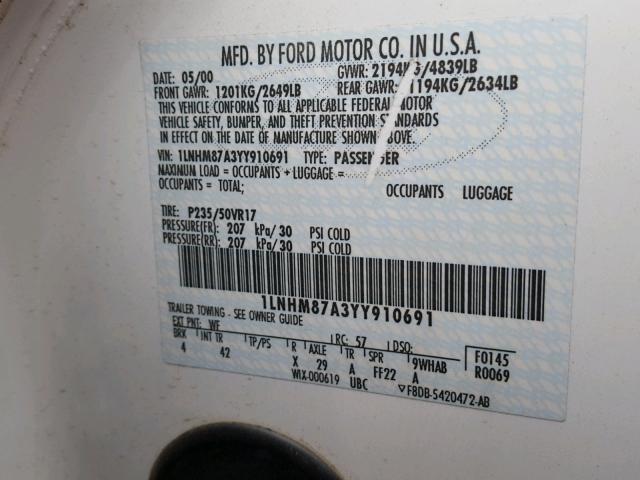 MFD. BY FORD MOTOR CO. IN U.S.A.
DATE: 05/00 GVWR: 2194KG/4839LB
FRONT GAWR: 1201KG/2649LB REAR GAWR: 1194KG/2634LB
THIS VEHICLE CONFORMS TO ALL APPLICABLE FEDERAL MOTOR
VEHICLE SAFETY, BUMPER, AND THEFT PREVENTION STANDARDS
IN EFFECT ON THE DATE OF MANUFACTURE SHOWN ABOVE.
VIN: 1LNHM87A3YY910691 TYPE: PASSENGER
MAXIMUM LOAD = OCCUPANTS + LUGGAGE =
OCCUPANTS = TOTAL; OCCUPANTS LUGGAGE
TIRE: P235/50VR17
PRESSURE(FR): 207 kPa/30 PSI COLD
PRESSURE(RR): 207 kPa/30 PSI COLD
1LNHM87A3YY910691
TRAILER TOWING - SEE OWNER GUIDE
EXT PNT: WF RC: 57 DSO: F0145
BRK INT TR TP/PS R AXLE TR SPR 9WHAB R0069
4 42 X 29 A FF22 A
WIX-000619 UBC ▽F8DB-5420472-AB